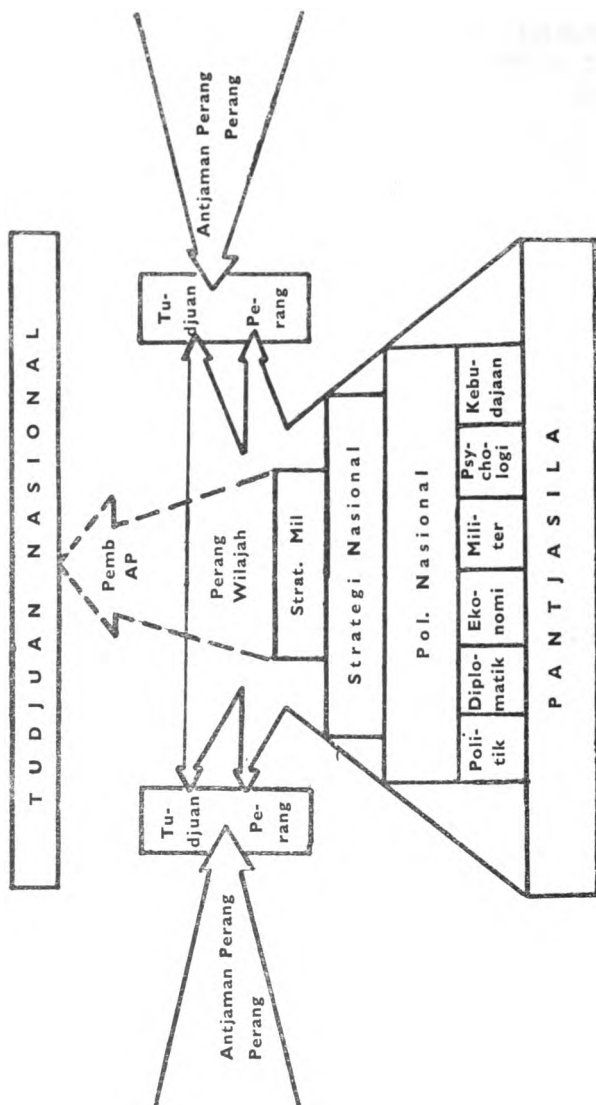 TUDJUAN NASIONAL
Pemb
AP
Antjaman Perang
Perang
Tu-
djuan
Pe-
rang
Perang
Wilajah
Tu-
djuan
Pe-
rang
Antjaman Perang
Perang
Strat. Mil
Strategi Nasional
Pol. Nasional
Poli-
tik
Diplo-
matik
Eko-
nomi
Mili-
ter
Psy-
cho-
logi
Kebu-
dajaan
PANTJASILA